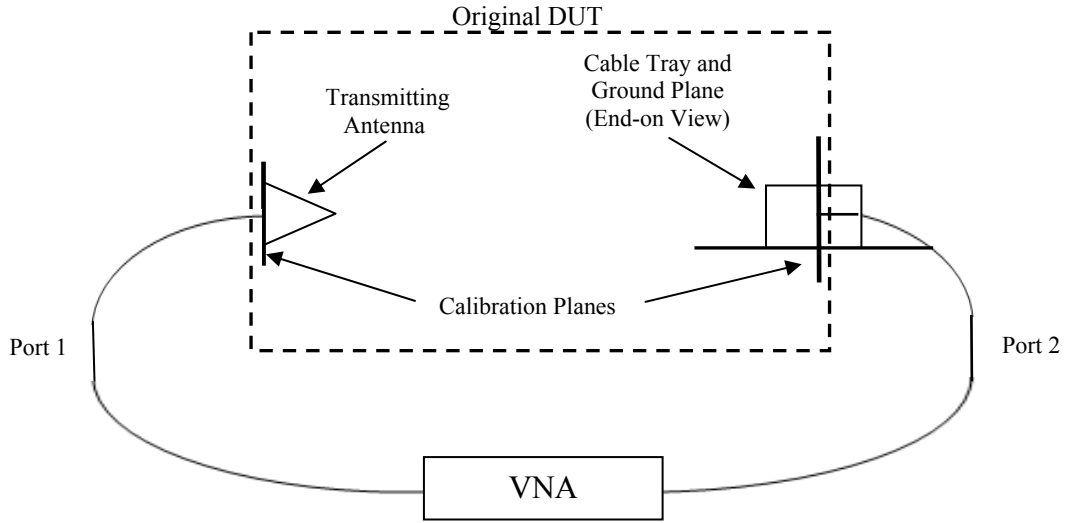 Original DUT
Cable Tray and
Ground Plane
(End-on View)
Transmitting
Antenna
Calibration Planes
Port 1
Port 2
VNA